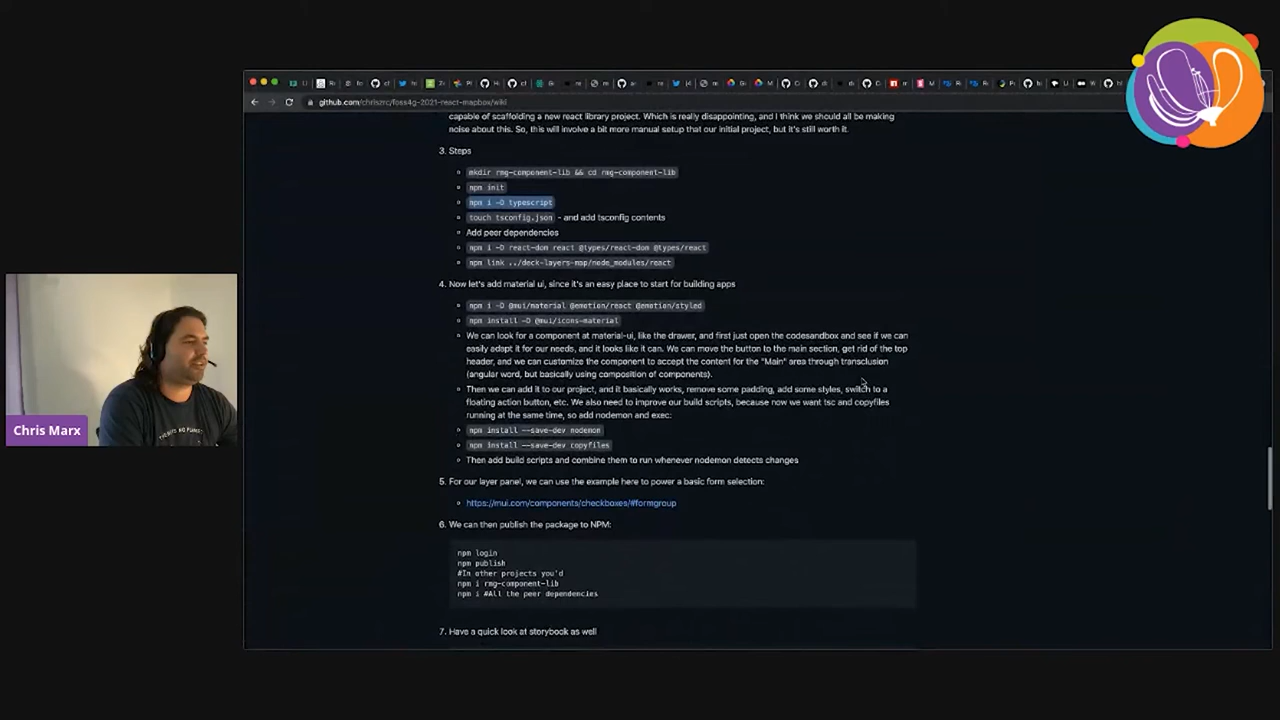 github.com/chriszrc/foss4g-2021-react-mapbox/wiki
capable of scaffolding a new react library project. Which is really disappointing, and I think we should all be making
noise about this. So, this will involve a bit more manual setup that our initial project, but it's still worth it.
3. Steps
mkdir rmg-component-lib && cd rmg-component-lib
npm init
npm i -D typescript
touch tsconfig.json - and add tsconfig contents
Add peer dependencies
npm i -D react-dom react @types/react-dom @types/react
npm link ../deck-layers-map/node_modules/react
4. Now let's add material ui, since it's an easy place to start for building apps
npm i -D @mui/material @emotion/react @emotion/styled
npm install -D @mui/icons-material
We can look for a component at material-ui, like the drawer, and first just open the codesandbox and see if we can
easily adapt it for our needs, and it looks like it can. We can move the button to the main section, get rid of the top
header, and we can customize the component to accept the content for the "Main" area through transclusion
(angular word, but basically using composition of components).
Then we can add it to our project, and it basically works, remove some padding, add some styles, switch to a
floating action button, etc. We also need to improve our build scripts, because now we want tsc and copyfiles
running at the same time, so add nodemon and exec:
npm install --save-dev nodemon
npm install --save-dev copyfiles
Then add build scripts and combine them to run whenever nodemon detects changes
5. For our layer panel, we can use the example here to power a basic form selection:
https://mui.com/components/checkboxes/#formgroup
6. We can then publish the package to NPM:
npm login
npm publish
#In other projects you'd
npm i rmg-component-lib
npm i #All the peer dependencies
7. Have a quick look at storybook as well
Chris Marx